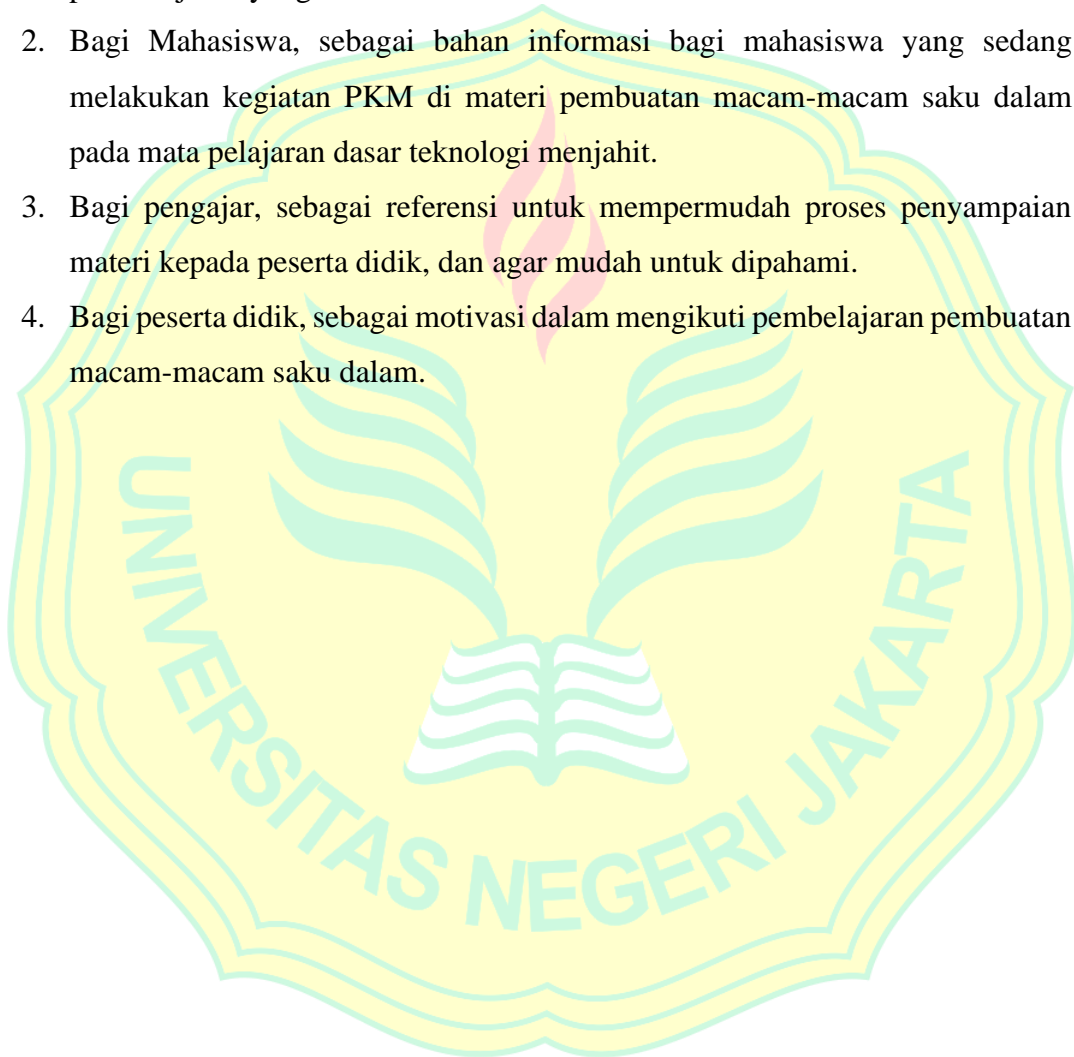 2. Bagi Mahasiswa, sebagai bahan informasi bagi mahasiswa yang sedang
melakukan kegiatan PKM di materi pembuatan macam-macam saku dalam
pada mata pelajaran dasar teknologi menjahit.
3. Bagi pengajar, sebagai referensi untuk mempermudah proses penyampaian
materi kepada peserta didik, dan agar mudah untuk dipahami.
4. Bagi peserta didik, sebagai motivasi dalam mengikuti pembelajaran pembuatan
macam-macam saku dalam.
UNIVERSITAS NEGERI JAKARTA